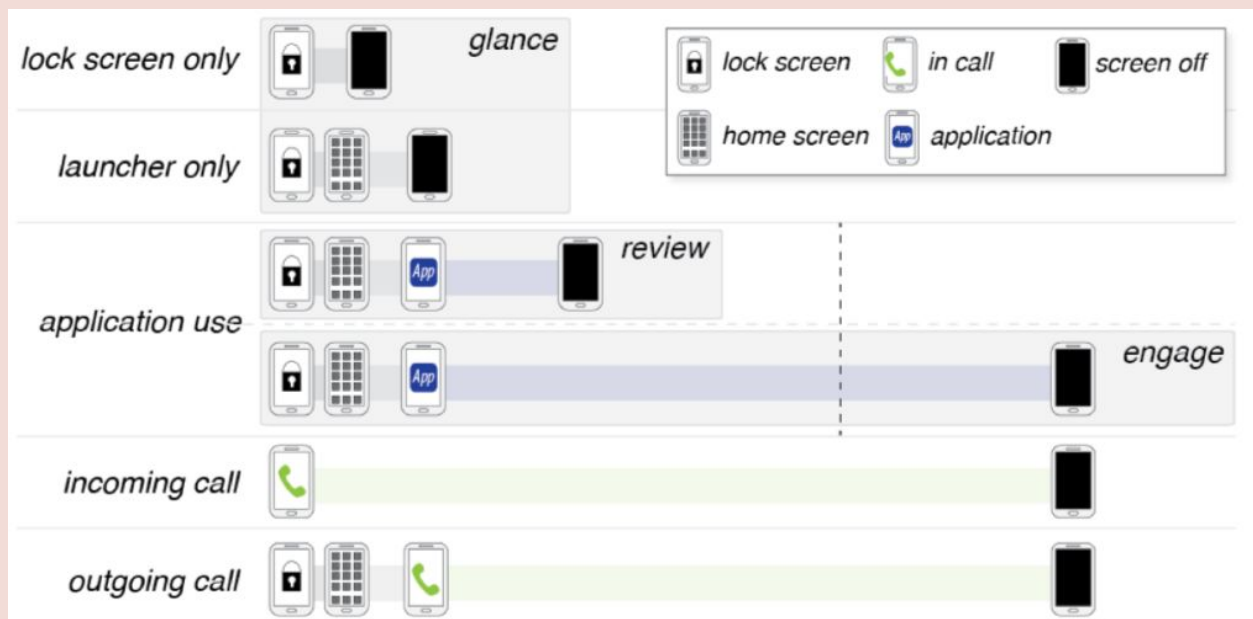 lock screen only
glance
lock screen
in call
screen off
home screen
application
launcher only
review
App
application use
engage
App
incoming call
outgoing call